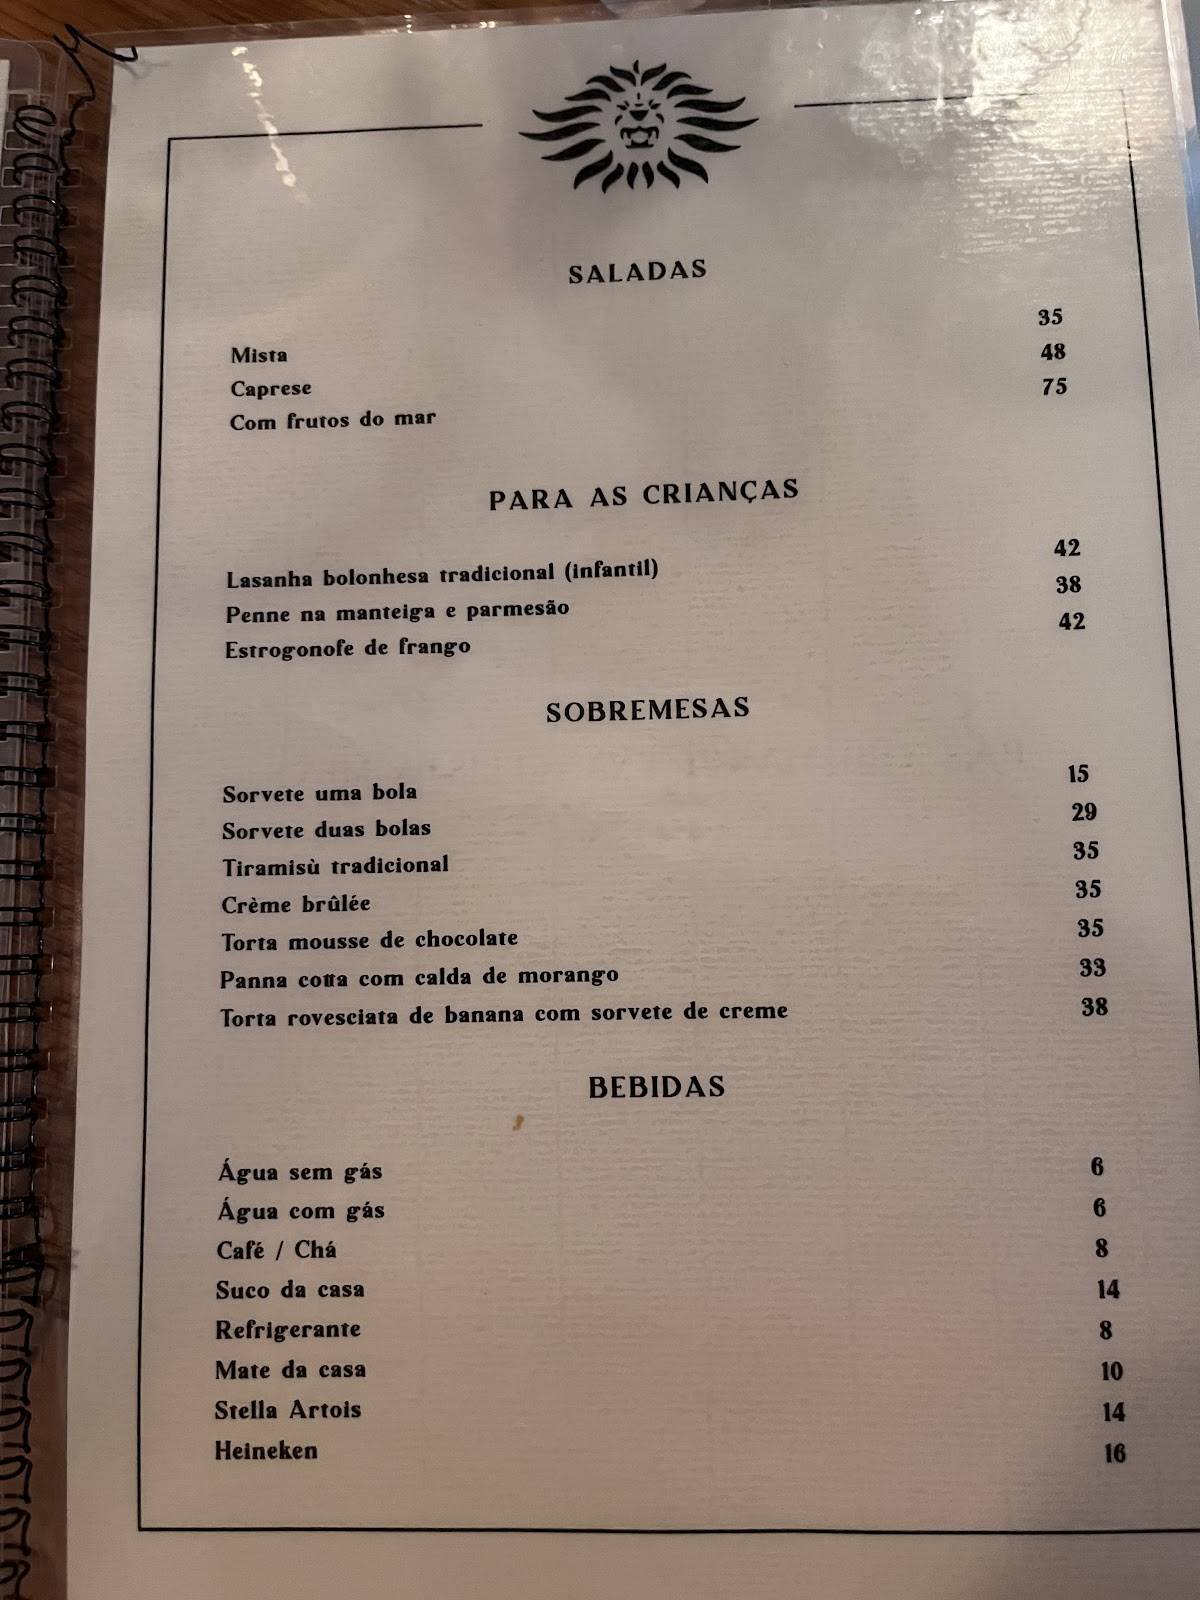 SALADAS
Mista 35
Caprese 48
Com frutos do mar 75
PARA AS CRIANÇAS
Lasanha bolonhesa tradicional (infantil) 42
Penne na manteiga e parmesão 38
Estrogonofe de frango 42
SOBREMESAS
Sorvete uma bola 15
Sorvete duas bolas 29
Tiramisù tradicional 35
Crème brûlée 35
Torta mousse de chocolate 35
Panna cotta com calda de morango 33
Torta rovesciata de banana com sorvete de creme 38
BEBIDAS
Água sem gás 6
Água com gás 6
Café / Chá 8
Suco da casa 14
Refrigerante 8
Mate da casa 10
Stella Artois 14
Heineken 16